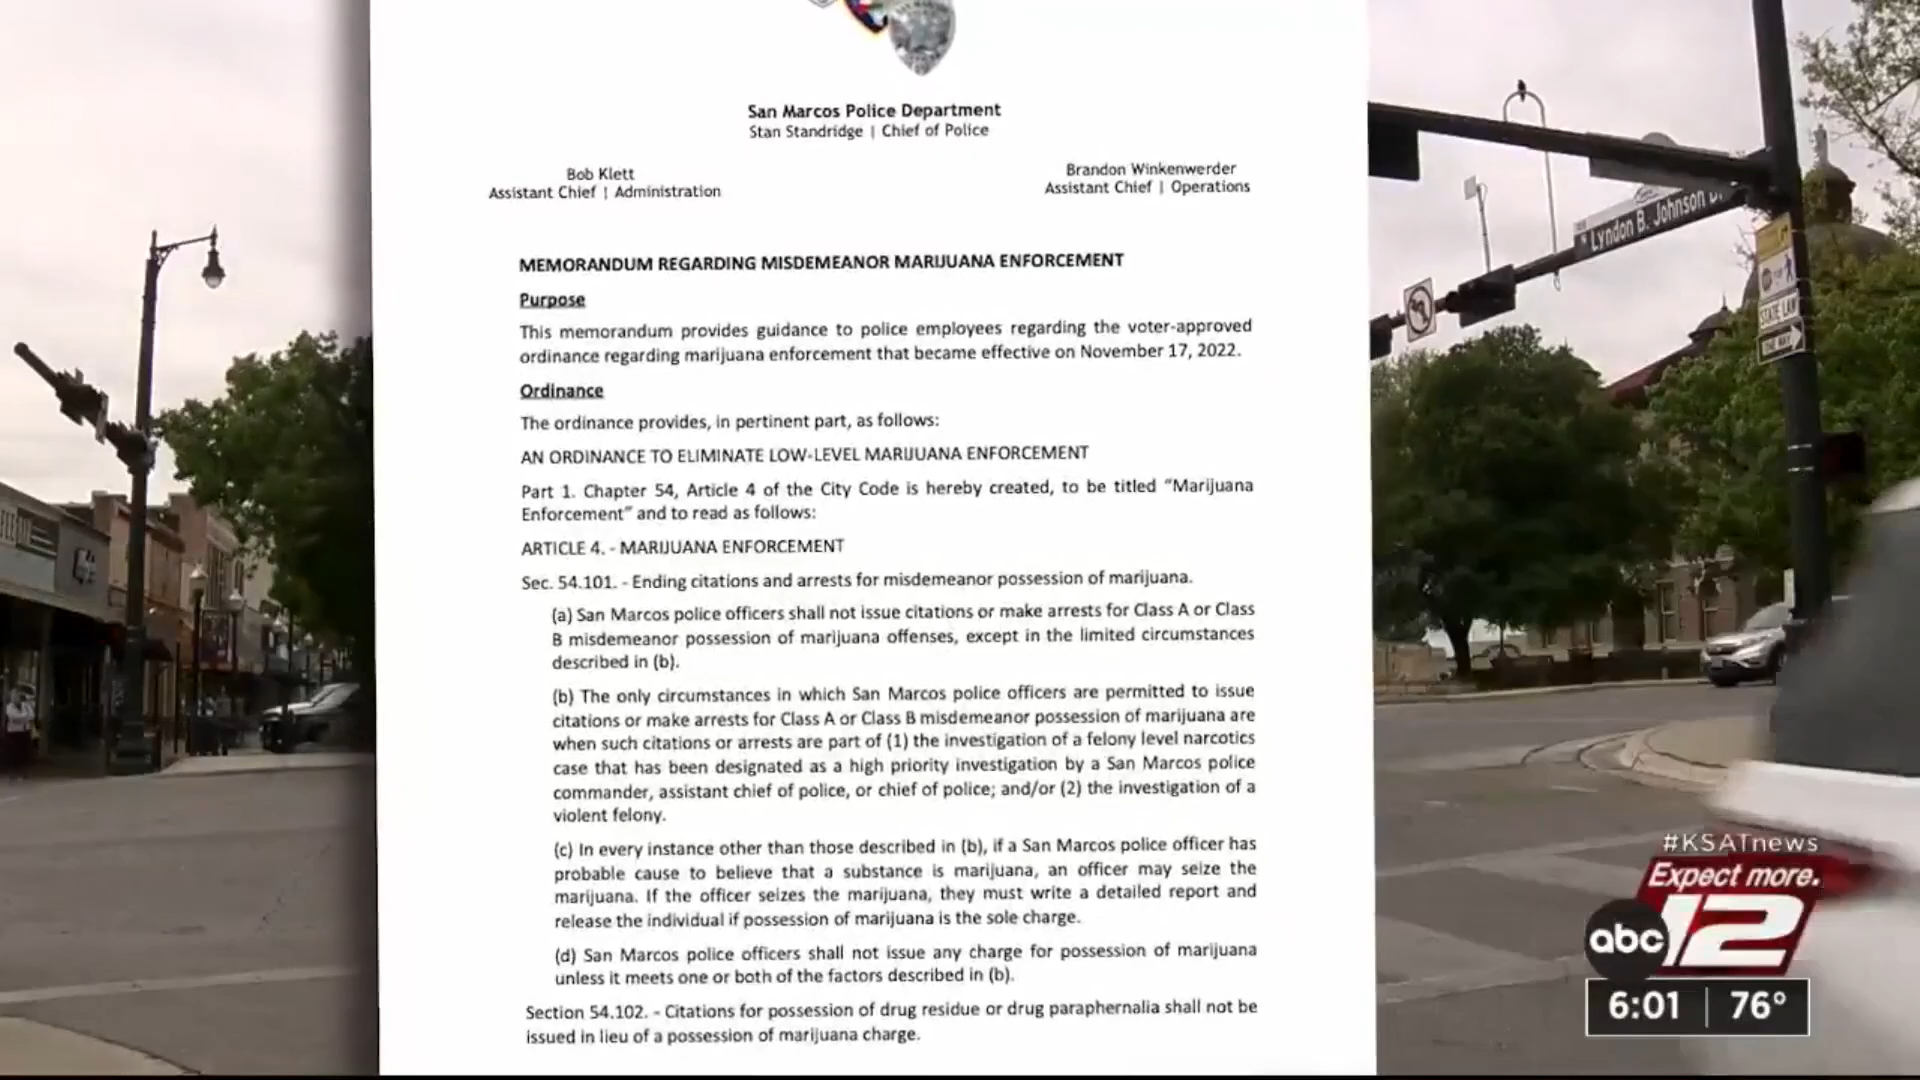 San Marcos Police Department
Stan Standridge | Chief of Police
Bob Klett
Assistant Chief | Administration
Brandon Winkenwerder
Assistant Chief | Operations
MEMORANDUM REGARDING MISDEMEANOR MARIJUANA ENFORCEMENT
Purpose
This memorandum provides guidance to police employees regarding the voter-approved
ordinance regarding marijuana enforcement that became effective on November 17, 2022.
Ordinance
The ordinance provides, in pertinent part, as follows:
AN ORDINANCE TO ELIMINATE LOW-LEVEL MARIJUANA ENFORCEMENT
Part 1. Chapter 54, Article 4 of the City Code is hereby created, to be titled “Marijuana
Enforcement” and to read as follows:
ARTICLE 4. - MARIJUANA ENFORCEMENT
Sec. 54.101. - Ending citations and arrests for misdemeanor possession of marijuana.
(a) San Marcos police officers shall not issue citations or make arrests for Class A or Class
B misdemeanor possession of marijuana offenses, except in the limited circumstances
described in (b).
(b) The only circumstances in which San Marcos police officers are permitted to issue
citations or make arrests for Class A or Class B misdemeanor possession of marijuana are
when such citations or arrests are part of (1) the investigation of a felony level narcotics
case that has been designated as a high priority investigation by a San Marcos police
commander, assistant chief of police, or chief of police; and/or (2) the investigation of a
violent felony.
(c) In every instance other than those described in (b), if a San Marcos police officer has
probable cause to believe that a substance is marijuana, an officer may seize the
marijuana. If the officer seizes the marijuana, they must write a detailed report and
release the individual if possession of marijuana is the sole charge.
(d) San Marcos police officers shall not issue any charge for possession of marijuana
unless it meets one or both of the factors described in (b).
Section 54.102. - Citations for possession of drug residue or drug paraphernalia shall not be
issued in lieu of a possession of marijuana charge.
N Lyndon B. Johnson Dr
STATE LAW
#KSATnews
Expect more.
abc 12
6:01 | 76°